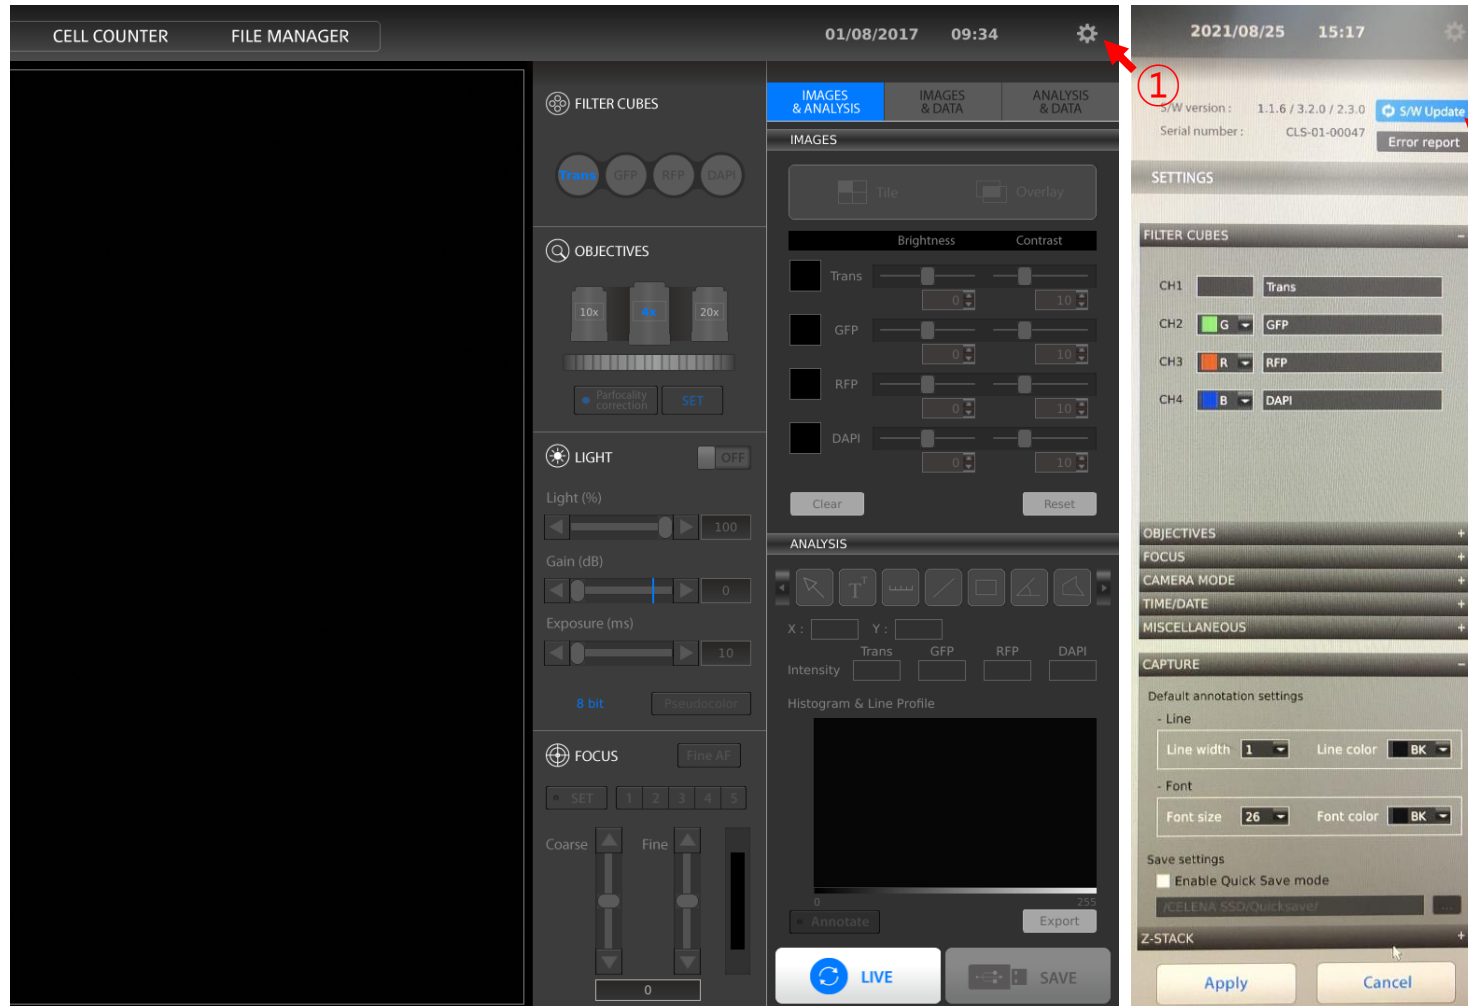 CELL COUNTER
FILE MANAGER
01/08/2017 09:34
①
FILTER CUBES
Trans GFP RFP DAPI
OBJECTIVES
10x 4x 20x
Parfocality
correction
SET
LIGHT
OFF
Light (%)
100
Gain (dB)
0
Exposure (ms)
10
8 bit
Pseudocolor
FOCUS
Fine AF
SET 1 2 3 4 5
Coarse Fine
0
IMAGES
& ANALYSIS
IMAGES
& DATA
ANALYSIS
& DATA
IMAGES
Tile Overlay
Brightness Contrast
Trans
0 10
GFP
0 10
RFP
0 10
DAPI
0 10
Clear Reset
ANALYSIS
X : Y :
Trans GFP RFP DAPI
Intensity
Histogram & Line Profile
0 255
Annotate Export
LIVE SAVE
2021/08/25 15:17
S/W version : 1.1.6 / 3.2.0 / 2.3.0 S/W Update
Serial number : CLS-01-00047 Error report
SETTINGS
FILTER CUBES −
CH1 Trans
CH2 G GFP
CH3 R RFP
CH4 B DAPI
OBJECTIVES +
FOCUS +
CAMERA MODE +
TIME/DATE +
MISCELLANEOUS +
CAPTURE −
Default annotation settings
- Line
Line width 1 Line color BK
- Font
Font size 26 Font color BK
Save settings
Enable Quick Save mode
/CELENA SSD/Quicksave/ ...
Z-STACK +
Apply Cancel